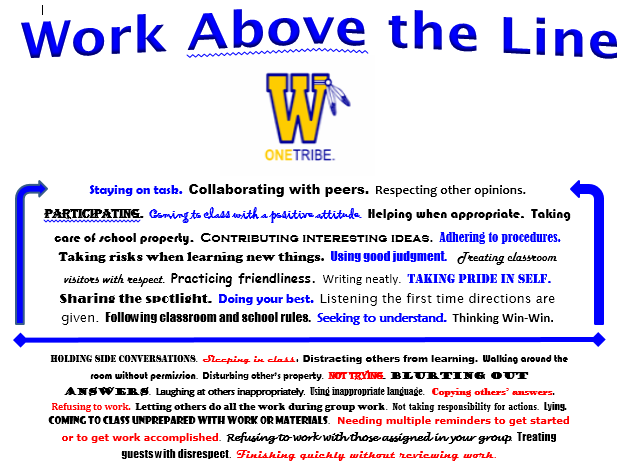 Work Above the Line
W
ONETRIBE.
Staying on task. Collaborating with peers. Respecting other opinions.
PARTICIPATING. Coming to class with a positive attitude. Helping when appropriate. Taking
care of school property. CONTRIBUTING INTERESTING IDEAS. Adhering to procedures.
Taking risks when learning new things. Using good judgment. Treating classroom
visitors with respect. Practicing friendliness. Writing neatly. TAKING PRIDE IN SELF.
Sharing the spotlight. Doing your best. Listening the first time directions are
given. Following classroom and school rules. Seeking to understand. Thinking Win-Win.
HOLDING SIDE CONVERSATIONS. Sleeping in class. Distracting others from learning. Walking around the
room without permission. Disturbing other's property. NOT TRYING. BLURTING OUT
ANSWERS. Laughing at others inappropriately. Using inappropriate language. Copying others' answers.
Refusing to work. Letting others do all the work during group work. Not taking responsibility for actions. Lying.
COMING TO CLASS UNPREPARED WITH WORK OR MATERIALS. Needing multiple reminders to get started
or to get work accomplished. Refusing to work with those assigned in your group. Treating
guests with disrespect. Finishing quickly without reviewing work.